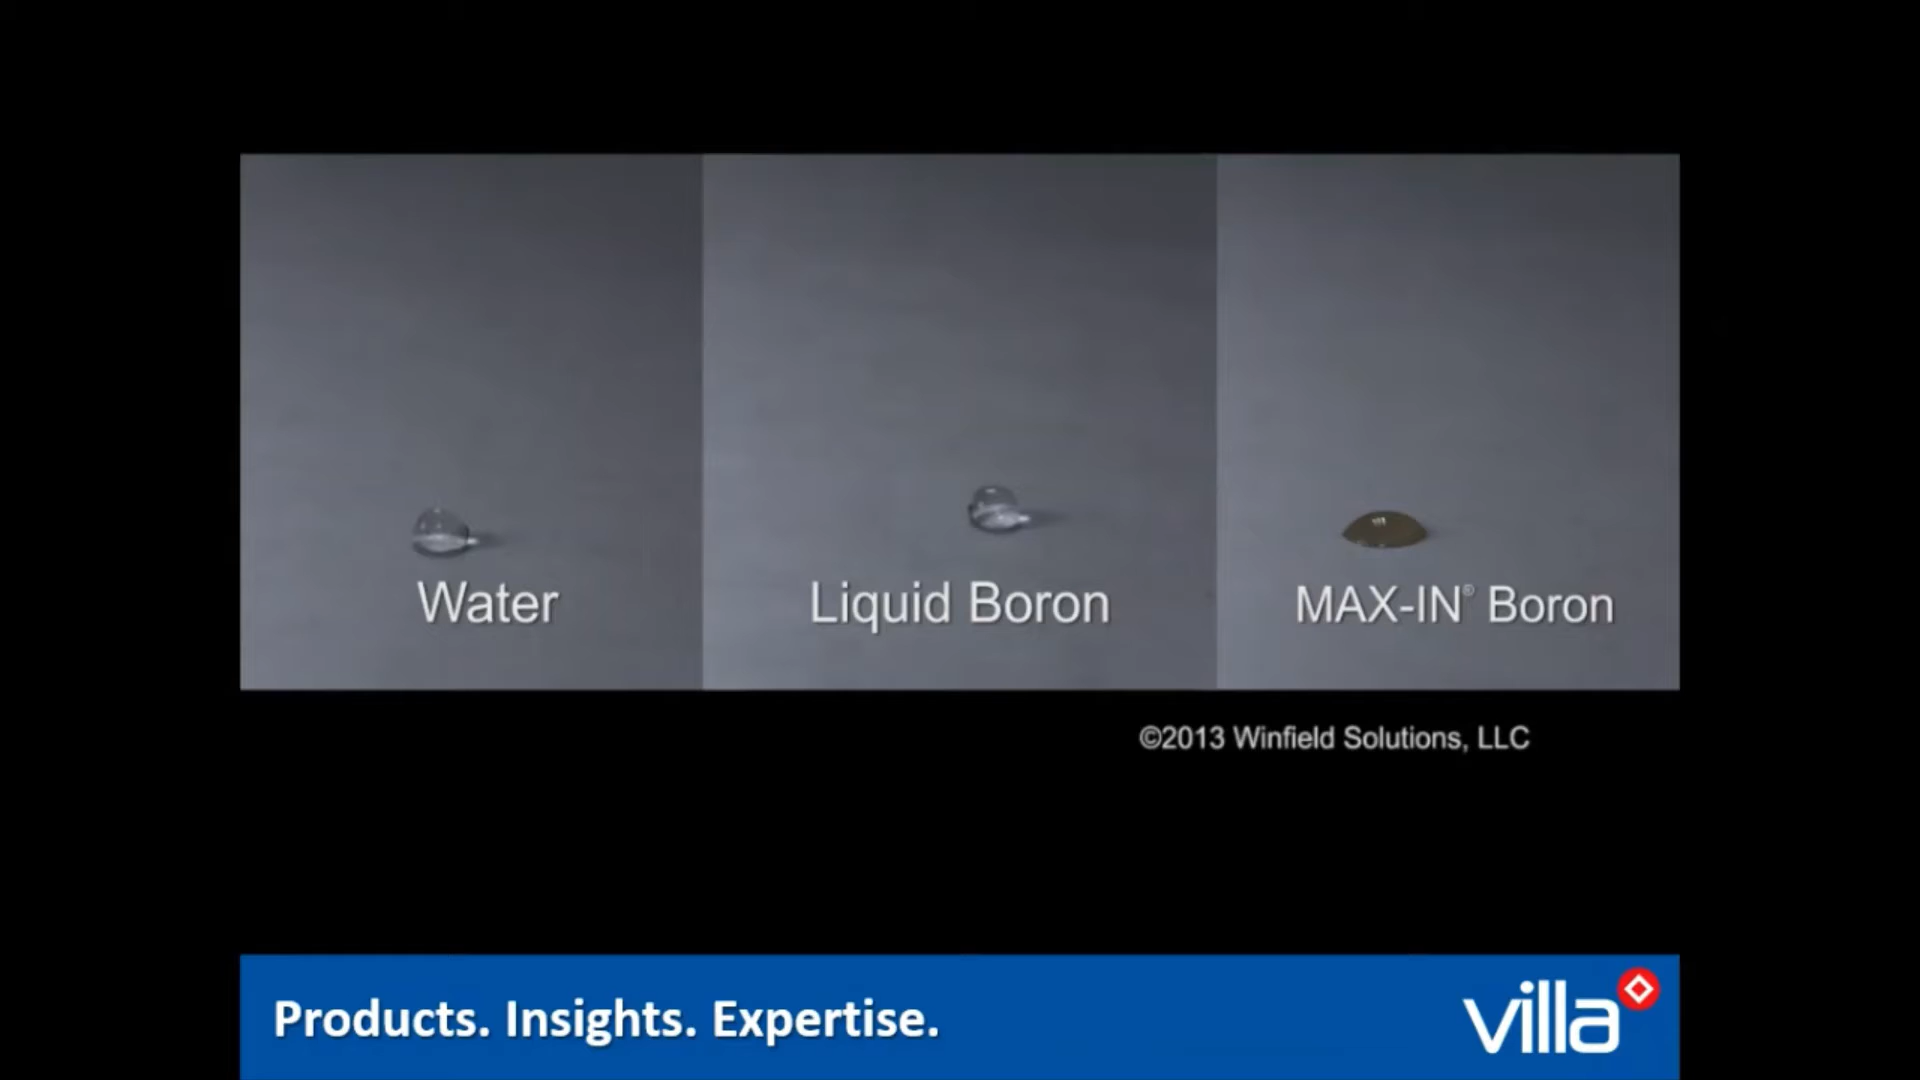 Water
Liquid Boron
MAX-IN® Boron
©2013 Winfield Solutions, LLC
Products. Insights. Expertise.
villa